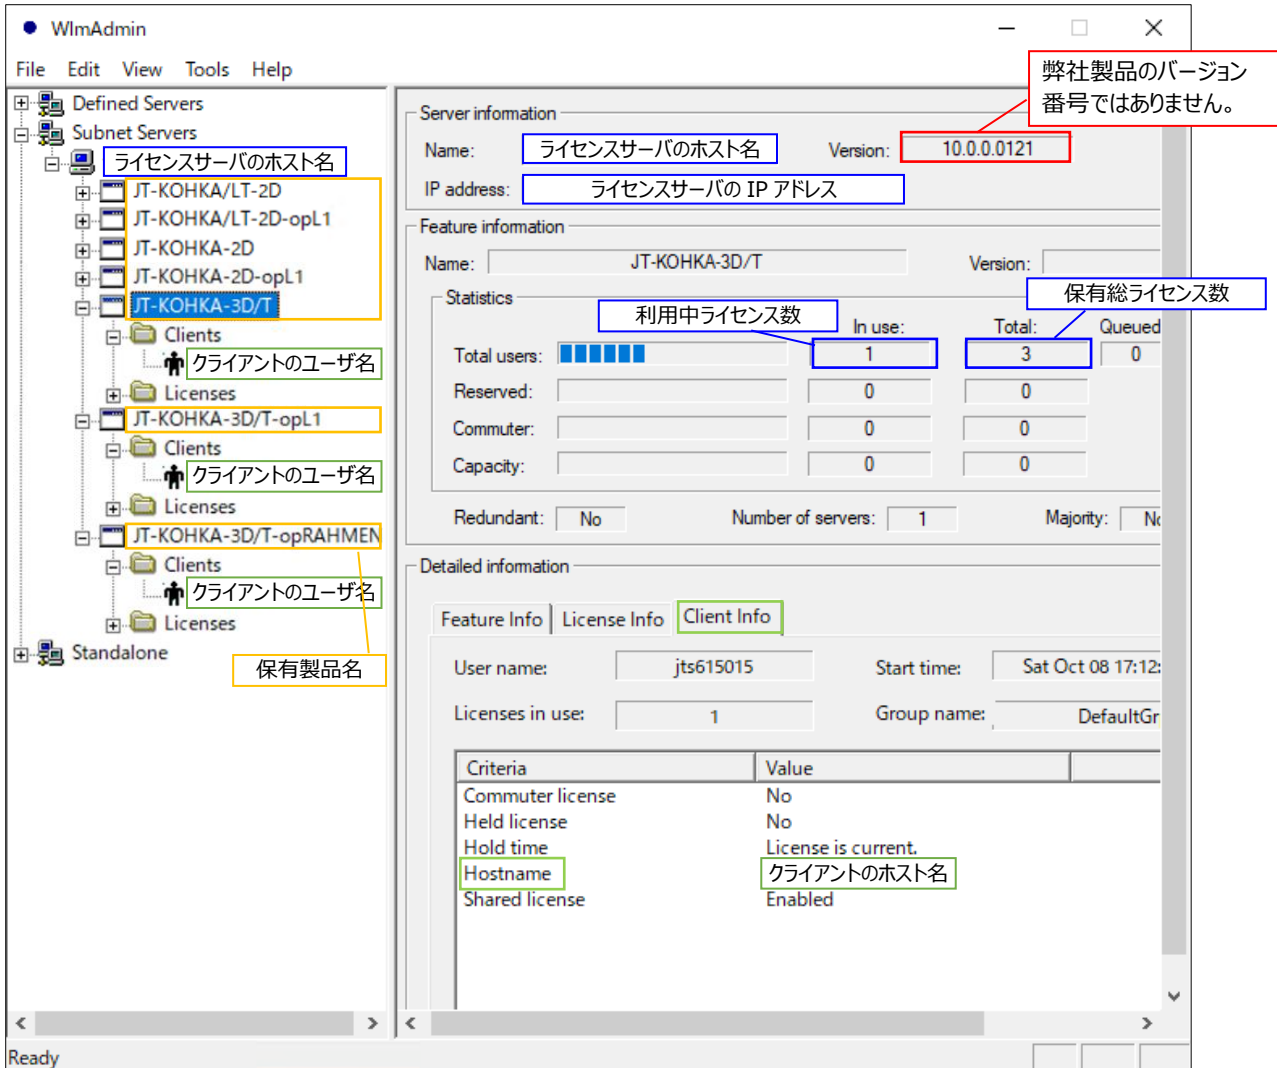 WlmAdmin
File Edit View Tools Help
弊社製品のバージョン
番号ではありません。
Defined Servers
Subnet Servers
ライセンスサーバのホスト名
JT-KOHKA/LT-2D
JT-KOHKA/LT-2D-opL1
JT-KOHKA-2D
JT-KOHKA-2D-opL1
JT-KOHKA-3D/T
Clients
クライアントのユーザ名
Licenses
JT-KOHKA-3D/T-opL1
Clients
クライアントのユーザ名
Licenses
JT-KOHKA-3D/T-opRAHMEN
Clients
クライアントのユーザ名
Licenses
Standalone
保有製品名
Server information
Name: ライセンスサーバのホスト名 Version: 10.0.0.0121
IP address: ライセンスサーバの IP アドレス
Feature information
Name: JT-KOHKA-3D/T Version:
Statistics
利用中ライセンス数
保有総ライセンス数
In use: Total: Queued
Total users: 1 3 0
Reserved: 0 0
Commuter: 0 0
Capacity: 0 0
Redundant: No Number of servers: 1 Majority: No
Detailed information
Feature Info License Info Client Info
User name: jts615015 Start time: Sat Oct 08 17:12:
Licenses in use: 1 Group name: DefaultGr
Criteria Value
Commuter license No
Held license No
Hold time License is current.
Hostname クライアントのホスト名
Shared license Enabled
Ready